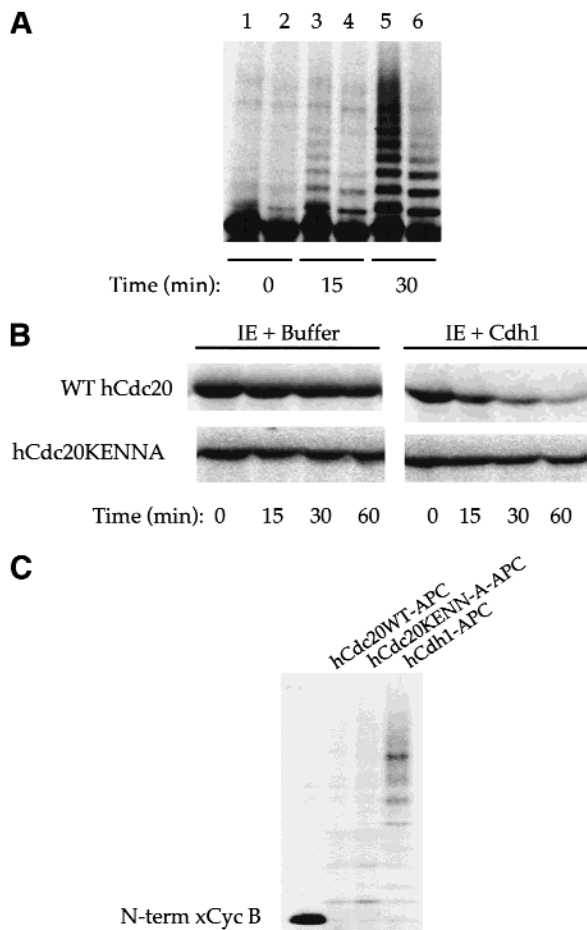 A
1 2 3 4 5 6
Time (min): 0 15 30
B
IE + Buffer IE + Cdh1
WT hCdc20
hCdc20KENNA
Time (min): 0 15 30 60 0 15 30 60
C
hCdc20WT-APC
hCdc20KENN-A-APC
hCdh1-APC
N-term xCyc B